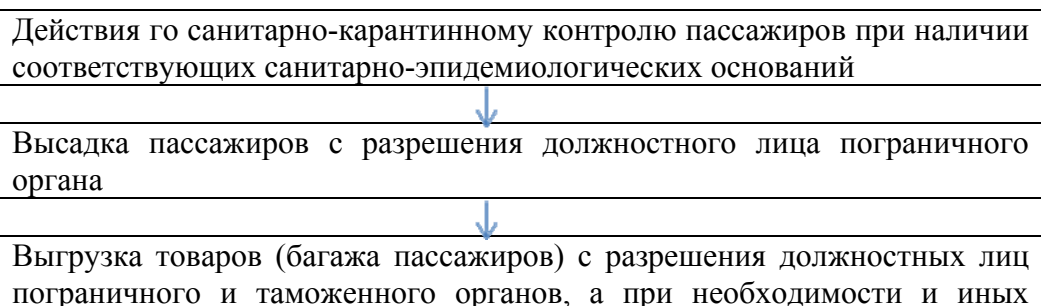 Действия го санитарно-карантинному контролю пассажиров при наличии
соответствующих санитарно-эпидемиологических оснований
Высадка пассажиров с разрешения должностного лица пограничного
органа
Выгрузка товаров (багажа пассажиров) с разрешения должностных лиц
пограничного и таможенного органов, а при необходимости и иных